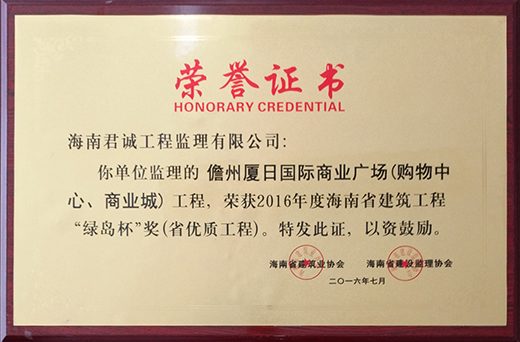 荣誉证书
HONORARY CREDENTIAL
海南君诚工程监理有限公司:
你单位监理的 儋州厦日国际商业广场(购物中
心、商业城) 工程, 荣获2016年度海南省建筑工程
“绿岛杯”奖(省优质工程)。特发此证, 以资鼓励。
海南省建筑业协会 海南省建设监理协会
二〇一六年七月